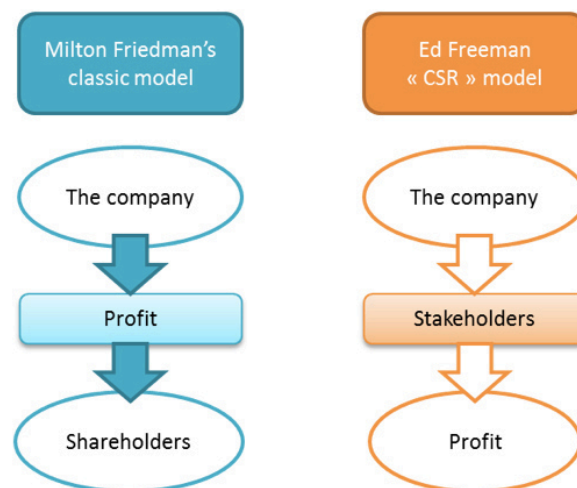 Milton Friedman's
classic model
The company
Profit
Shareholders
Ed Freeman
« CSR » model
The company
Stakeholders
Profit